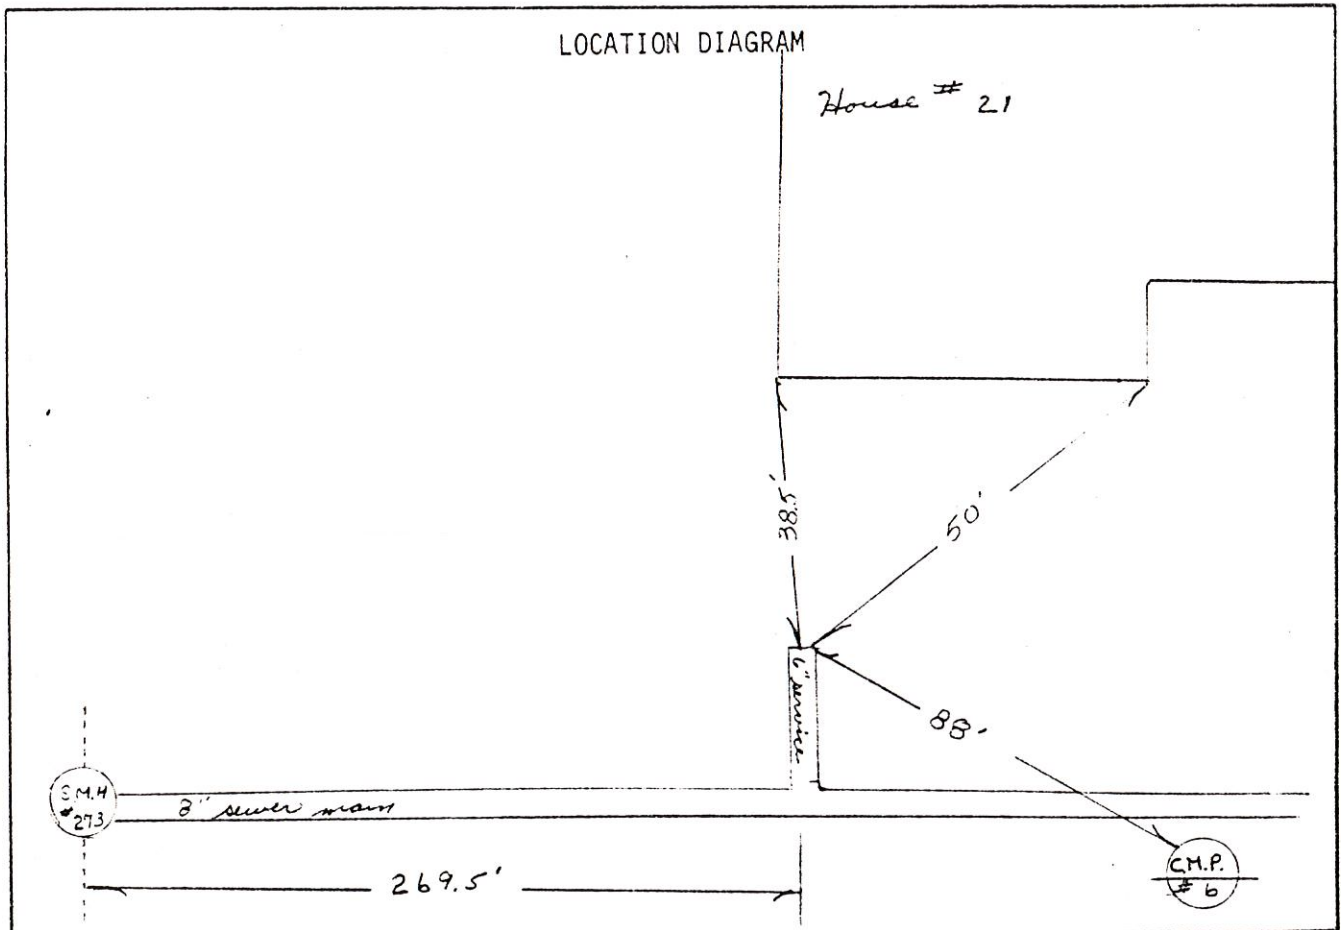 LOCATION DIAGRAM
House # 21
38.5'
50'
6" service
88'
S.M.H
# 273
8" sewer main
269.5'
C.M.P.
# 6